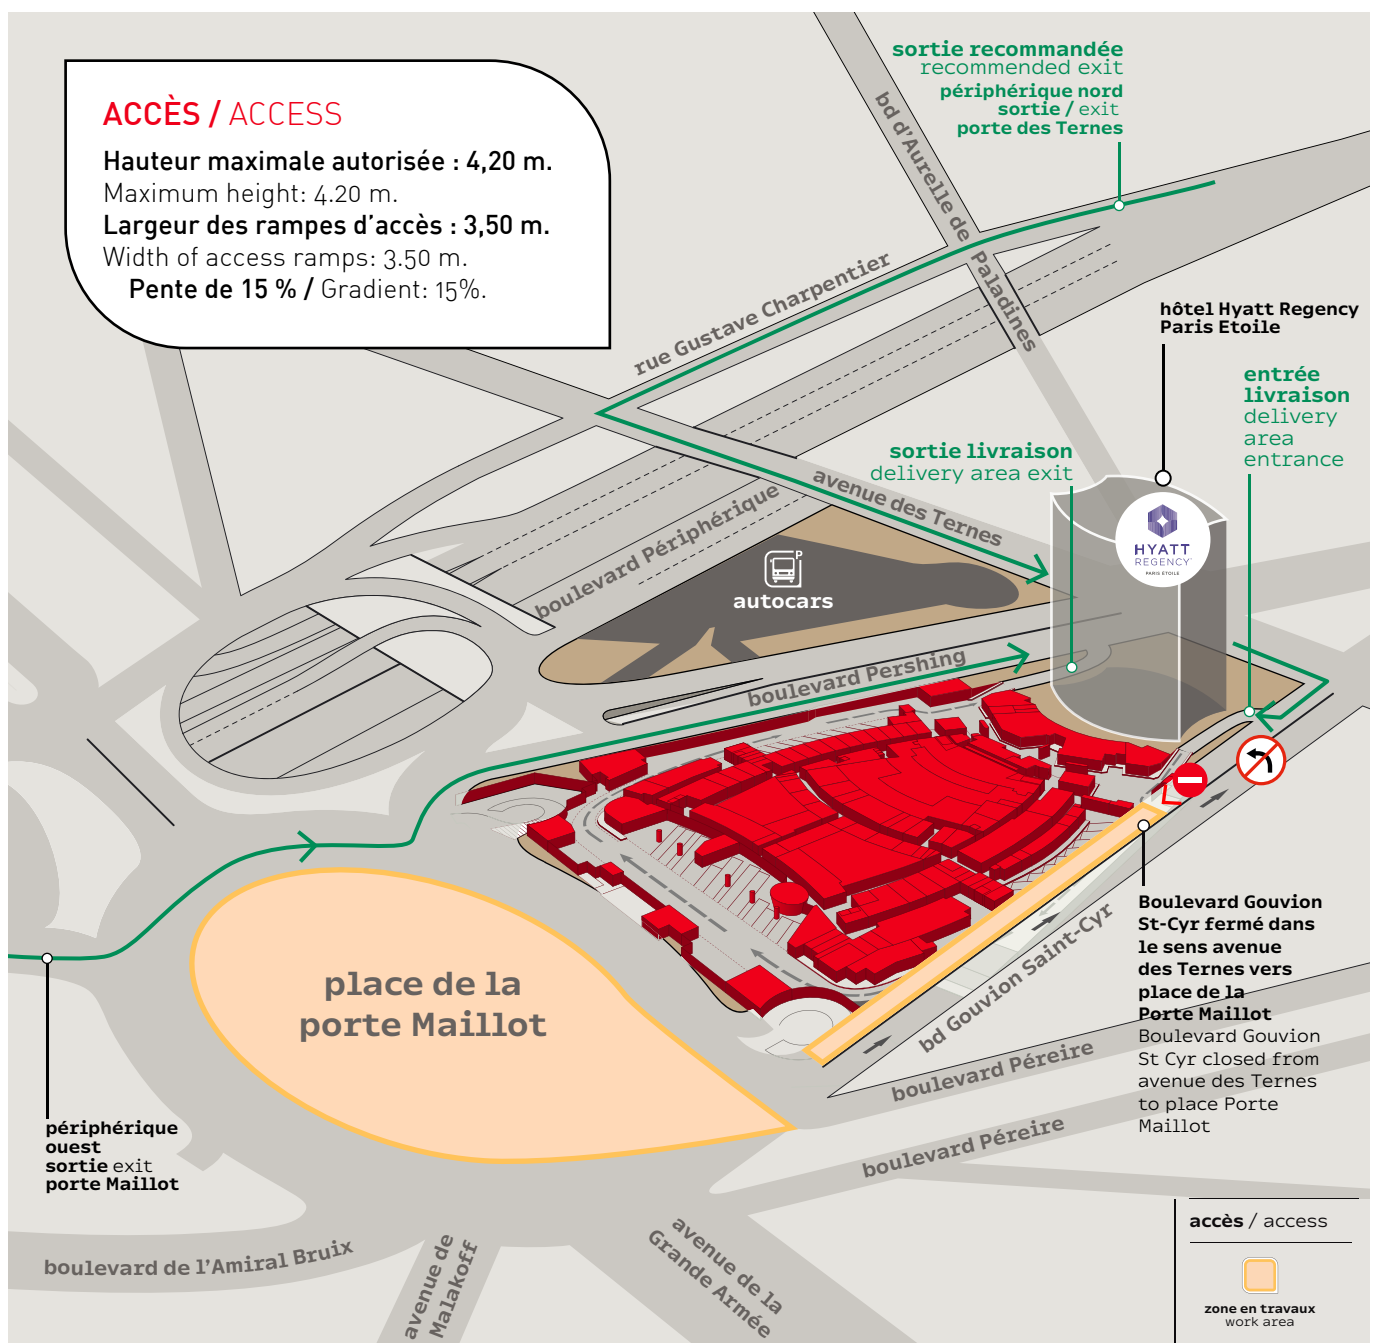 ACCÈS / ACCESS
Hauteur maximale autorisée : 4,20 m.
Maximum height: 4.20 m.
Largeur des rampes d'accès : 3,50 m.
Width of access ramps: 3.50 m.
Pente de 15 % / Gradient: 15%.
sortie recommandée
recommended exit
périphérique nord
sortie / exit
porte des Ternes
bd d'Aurelle de Paladines
rue Gustave Charpentier
hôtel Hyatt Regency
Paris Etoile
entrée
livraison
delivery
area
entrance
sortie livraison
delivery area exit
avenue des Ternes
boulevard Périphérique
HYATT
REGENCY
PARIS ETOILE
P
autocars
boulevard Pershing
place de la
porte Maillot
bd Gouvion Saint-Cyr
Boulevard Gouvion
St-Cyr fermé dans
le sens avenue
des Ternes vers
place de la
Porte Maillot
Boulevard Gouvion
St Cyr closed from
avenue des Ternes
to place Porte
Maillot
boulevard Péreire
boulevard Péreire
périphérique
ouest
sortie exit
porte Maillot
boulevard de l'Amiral Bruix
avenue de
Malakoff
avenue de la
Grande Armée
accès / access
zone en travaux
work area